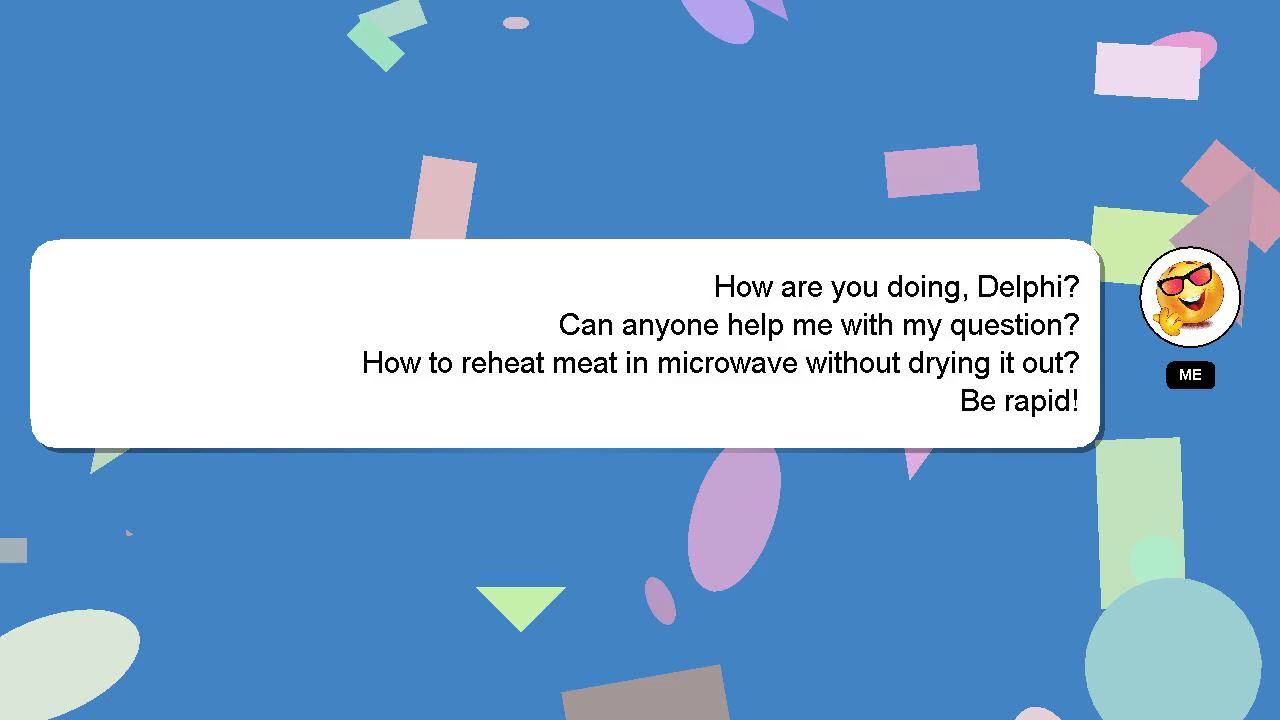 How are you doing, Delphi?
Can anyone help me with my question?
How to reheat meat in microwave without drying it out?
Be rapid!
ME